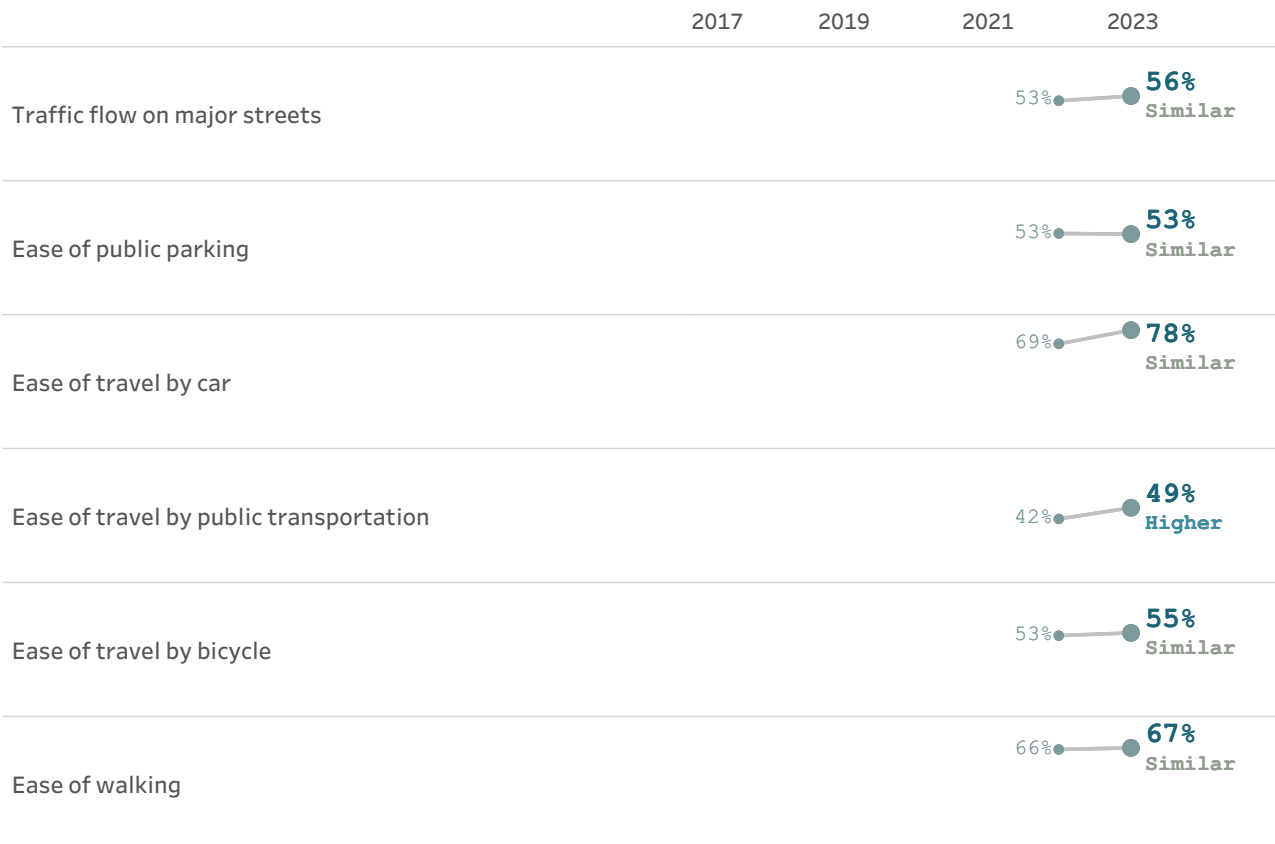 2017 2019 2021 2023
Traffic flow on major streets 53% 56%
Similar
Ease of public parking 53% 53%
Similar
Ease of travel by car 69% 78%
Similar
Ease of travel by public transportation 42% 49%
Higher
Ease of travel by bicycle 53% 55%
Similar
Ease of walking 66% 67%
Similar